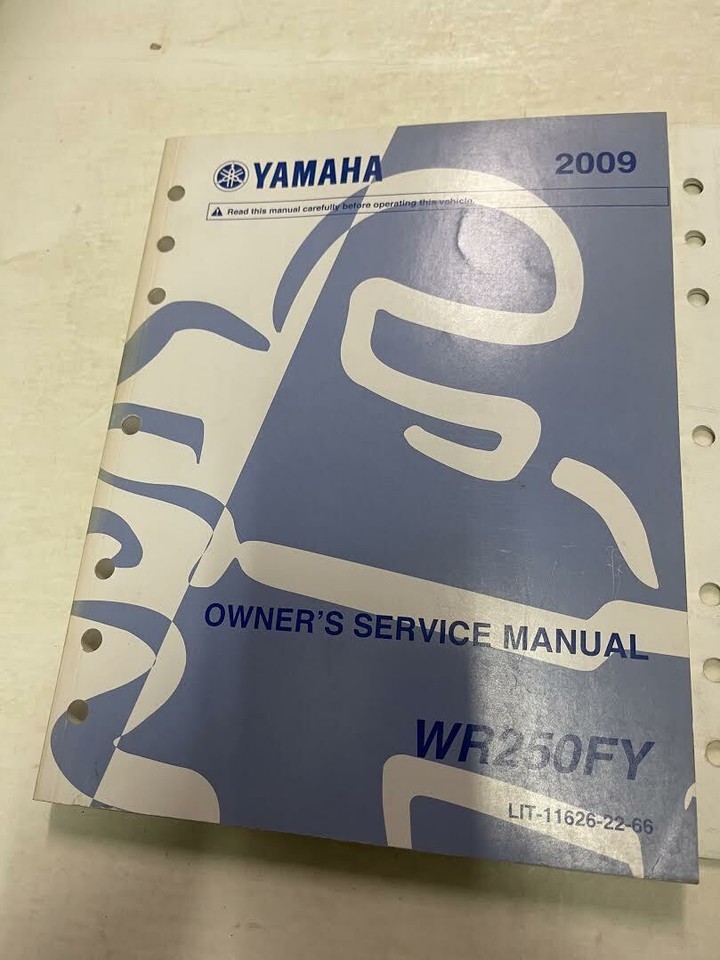 YAMAHA
2009
Read this manual carefully before operating this vehicle.
OWNER'S SERVICE MANUAL
WR250FY
LIT-11626-22-66